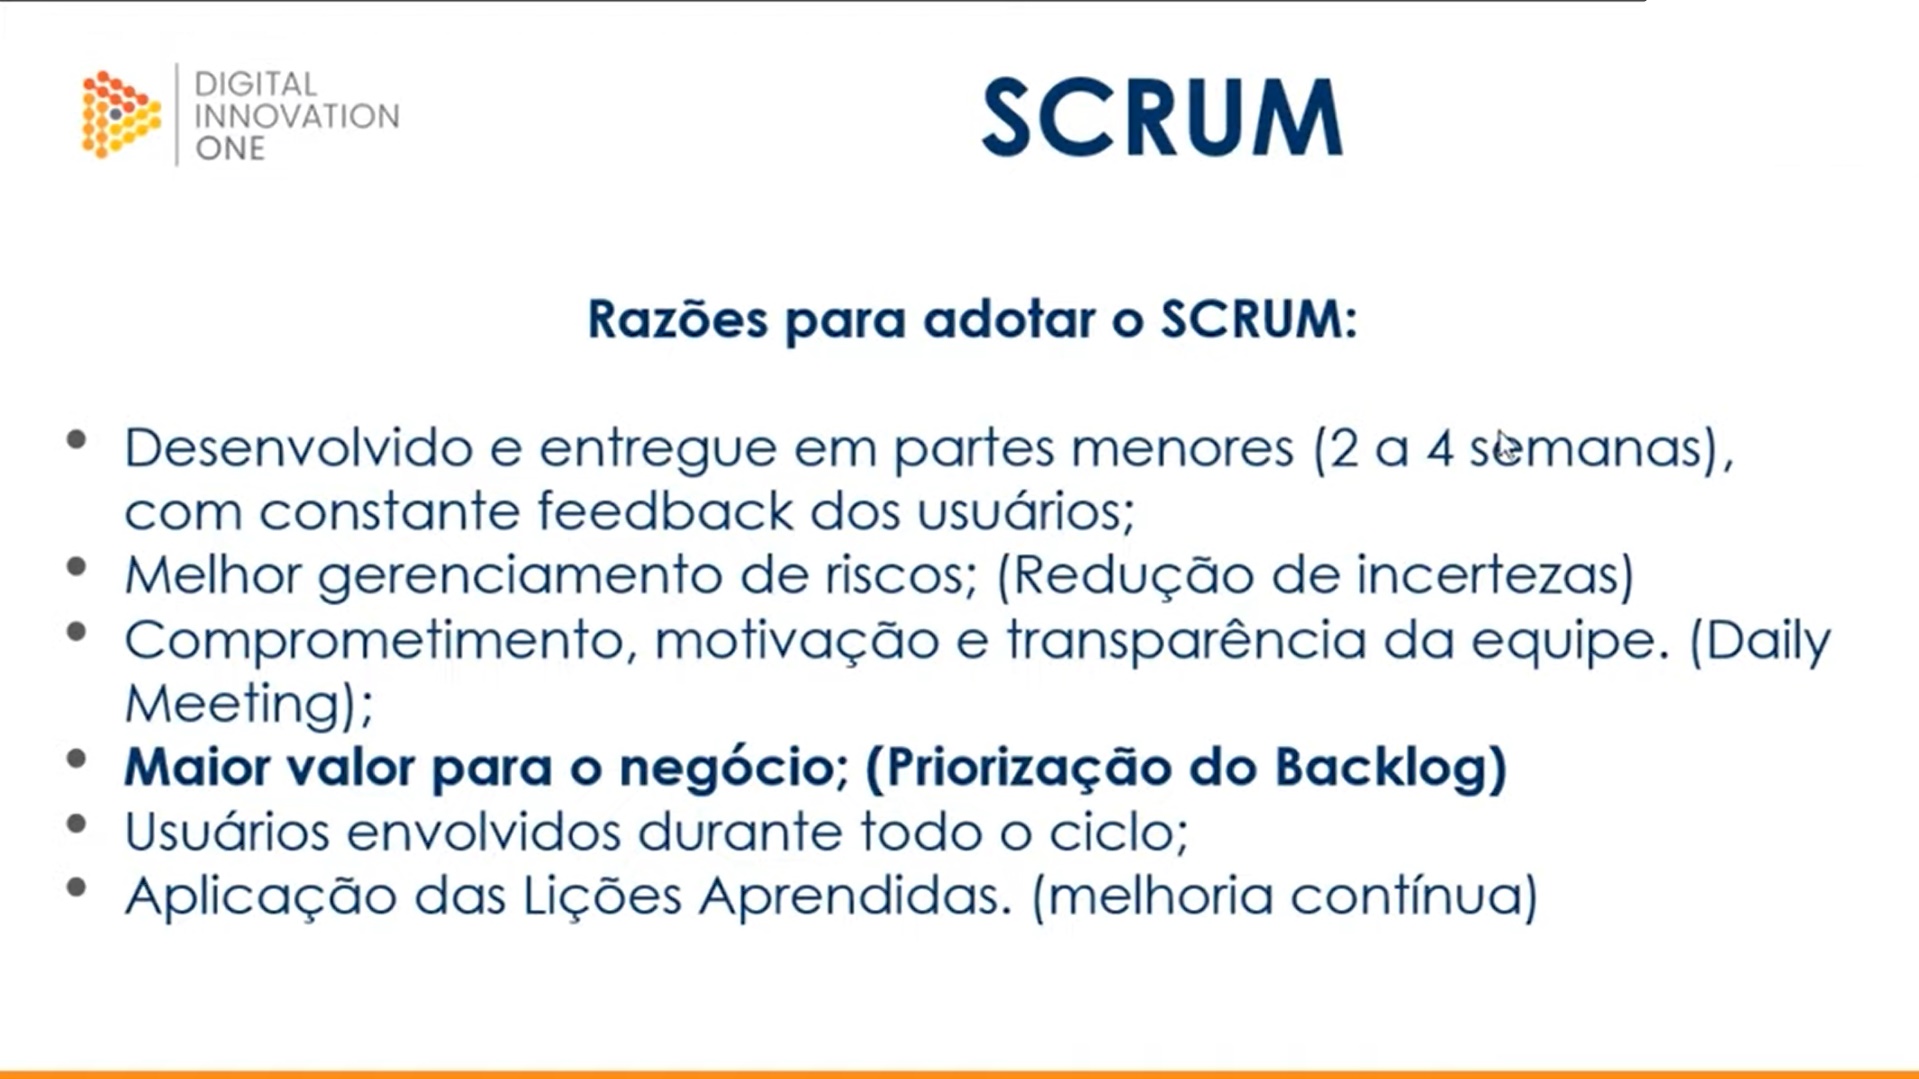 DIGITAL
INNOVATION
ONE
SCRUM
Razões para adotar o SCRUM:
• Desenvolvido e entregue em partes menores (2 a 4 semanas),
com constante feedback dos usuários;
• Melhor gerenciamento de riscos; (Redução de incertezas)
• Comprometimento, motivação e transparência da equipe. (Daily
Meeting);
• Maior valor para o negócio; (Priorização do Backlog)
• Usuários envolvidos durante todo o ciclo;
• Aplicação das Lições Aprendidas. (melhoria contínua)